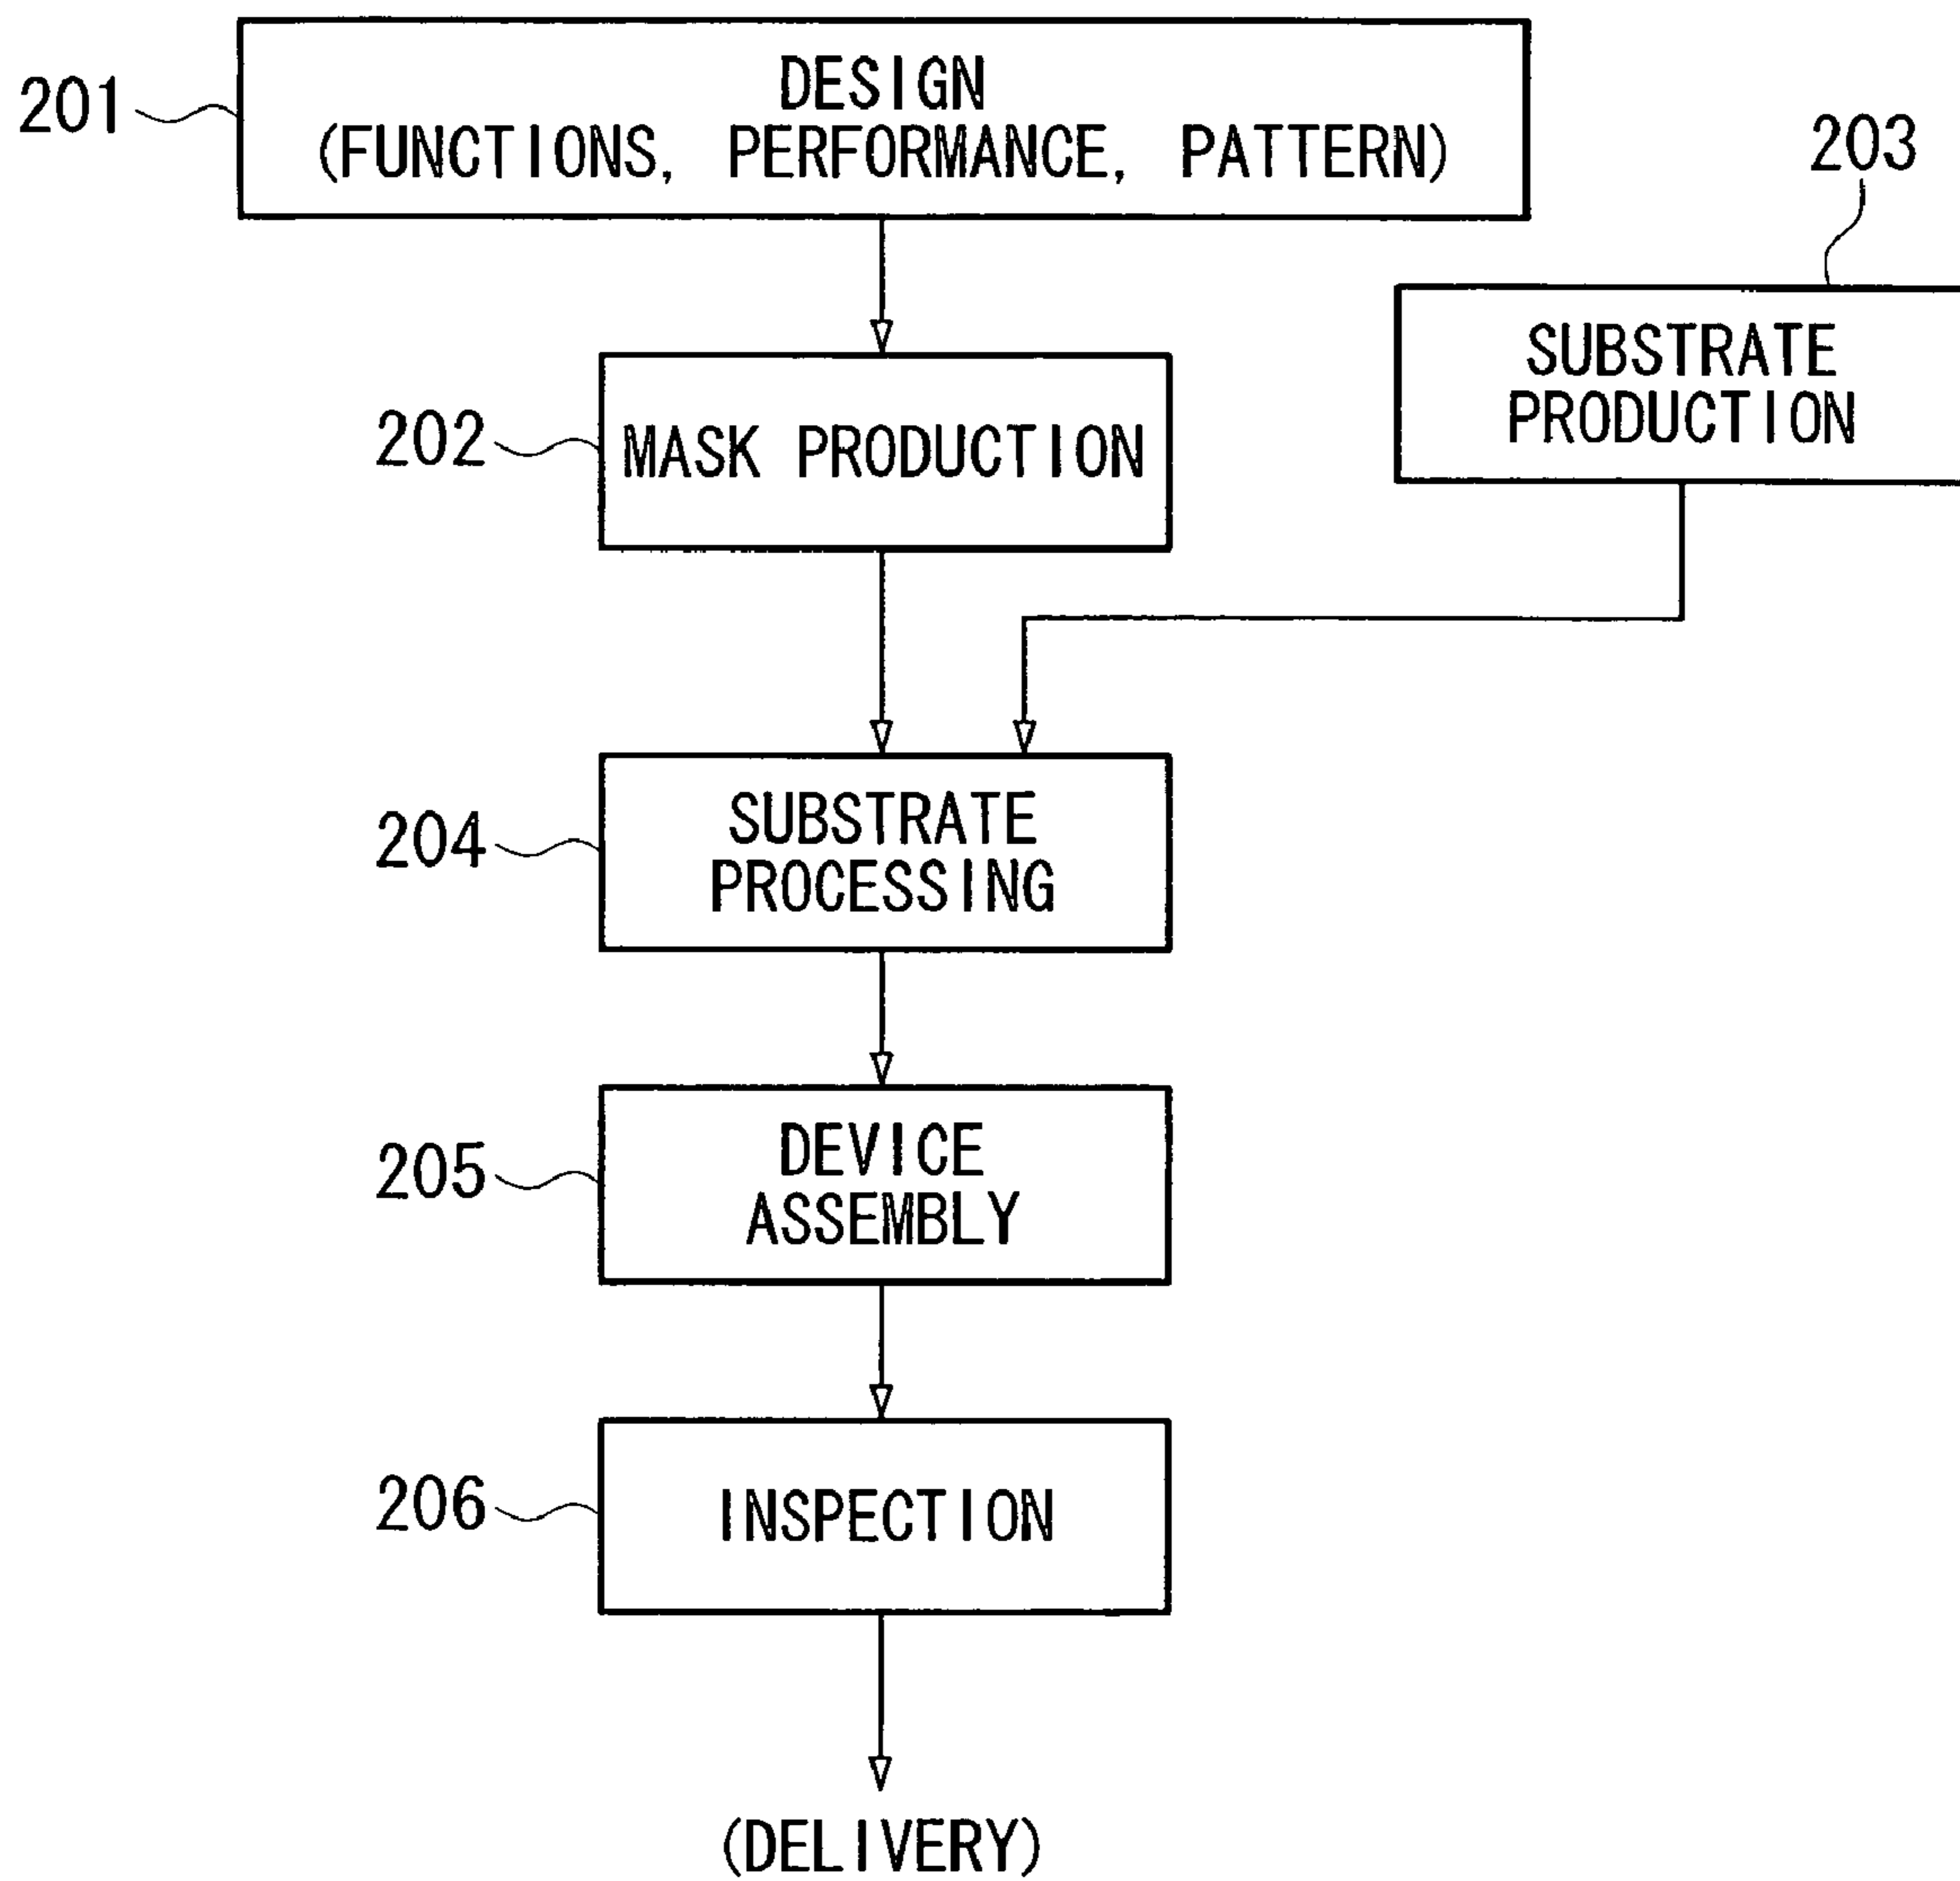 201
DESIGN
(FUNCTIONS, PERFORMANCE, PATTERN)
203
SUBSTRATE
PRODUCTION
202
MASK PRODUCTION
204
SUBSTRATE
PROCESSING
205
DEVICE
ASSEMBLY
206
INSPECTION
(DELIVERY)